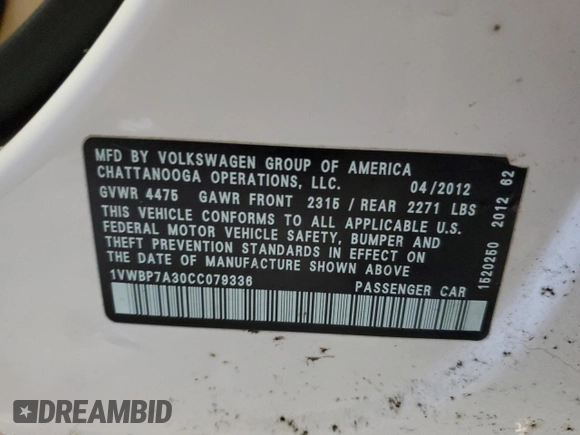 MFD BY VOLKSWAGEN GROUP OF AMERICA
CHATTANOOGA OPERATIONS, LLC. 04/2012
GVWR 4475 GAWR FRONT 2315 / REAR 2271 LBS
THIS VEHICLE CONFORMS TO ALL APPLICABLE U.S.
FEDERAL MOTOR VEHICLE SAFETY, BUMPER AND
THEFT PREVENTION STANDARDS IN EFFECT ON
THE DATE OF MANUFACTURE SHOWN ABOVE
1VWBP7A30CC079336 PASSENGER CAR
1520250 2012 62
DREAMBID